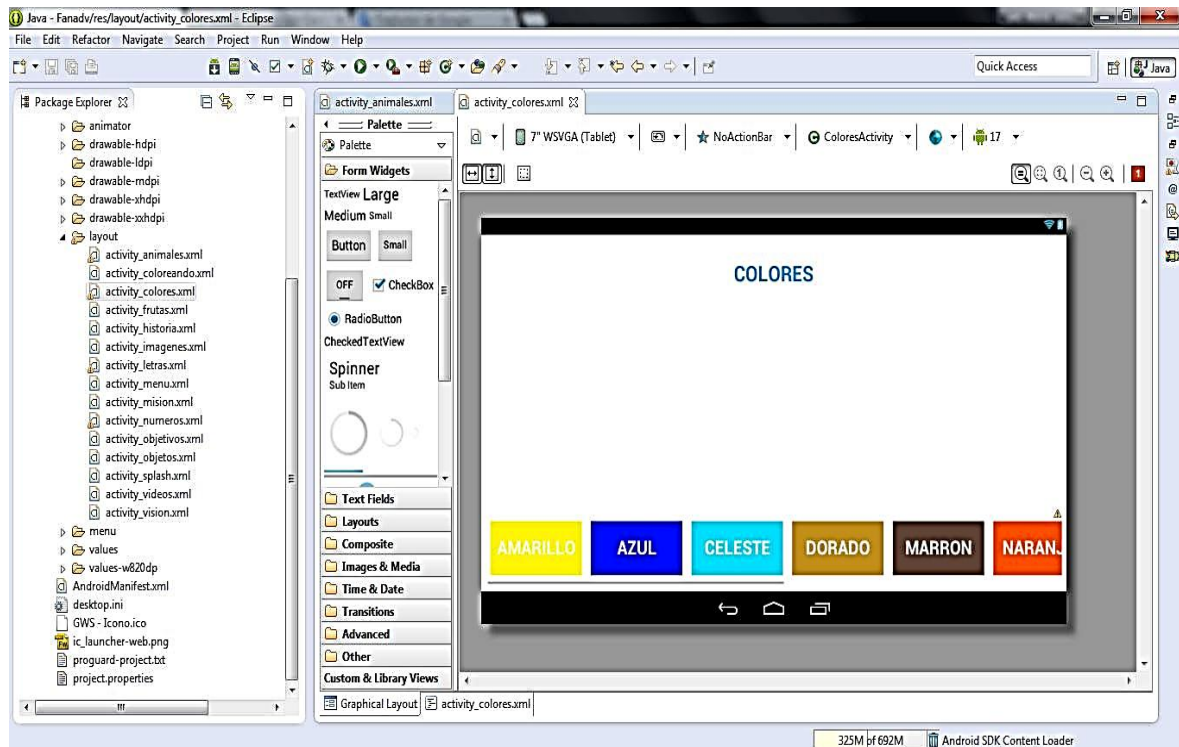 Java - Fanadv/res/layout/activity_colores.xml - Eclipse
File Edit Refactor Navigate Search Project Run Window Help
Quick Access
Java
Package Explorer
animator
drawable-hdpi
drawable-ldpi
drawable-mdpi
drawable-xhdpi
drawable-xxhdpi
layout
activity_animales.xml
activity_coloreando.xml
activity_colores.xml
activity_frutas.xml
activity_historia.xml
activity_imagenes.xml
activity_letras.xml
activity_menu.xml
activity_mision.xml
activity_numeros.xml
activity_objetivos.xml
activity_objetos.xml
activity_splash.xml
activity_videos.xml
activity_vision.xml
menu
values
values-w820dp
AndroidManifest.xml
desktop.ini
GWS - Icono.ico
ic_launcher-web.png
proguard-project.txt
project.properties
activity_animales.xml
activity_colores.xml
Palette
Palette
Form Widgets
TextView Large
Medium Small
Button Small
OFF CheckBox
RadioButton
CheckedTextView
Spinner
Sub Item
Text Fields
Layouts
Composite
Images & Media
Time & Date
Transitions
Advanced
Other
Custom & Library Views
7" WSVGA (Tablet) NoActionBar ColoresActivity 17
1
COLORES
AMARILLO AZUL CELESTE DORADO MARRON NARANJ
Graphical Layout activity_colores.xml
325M of 692M Android SDK Content Loader